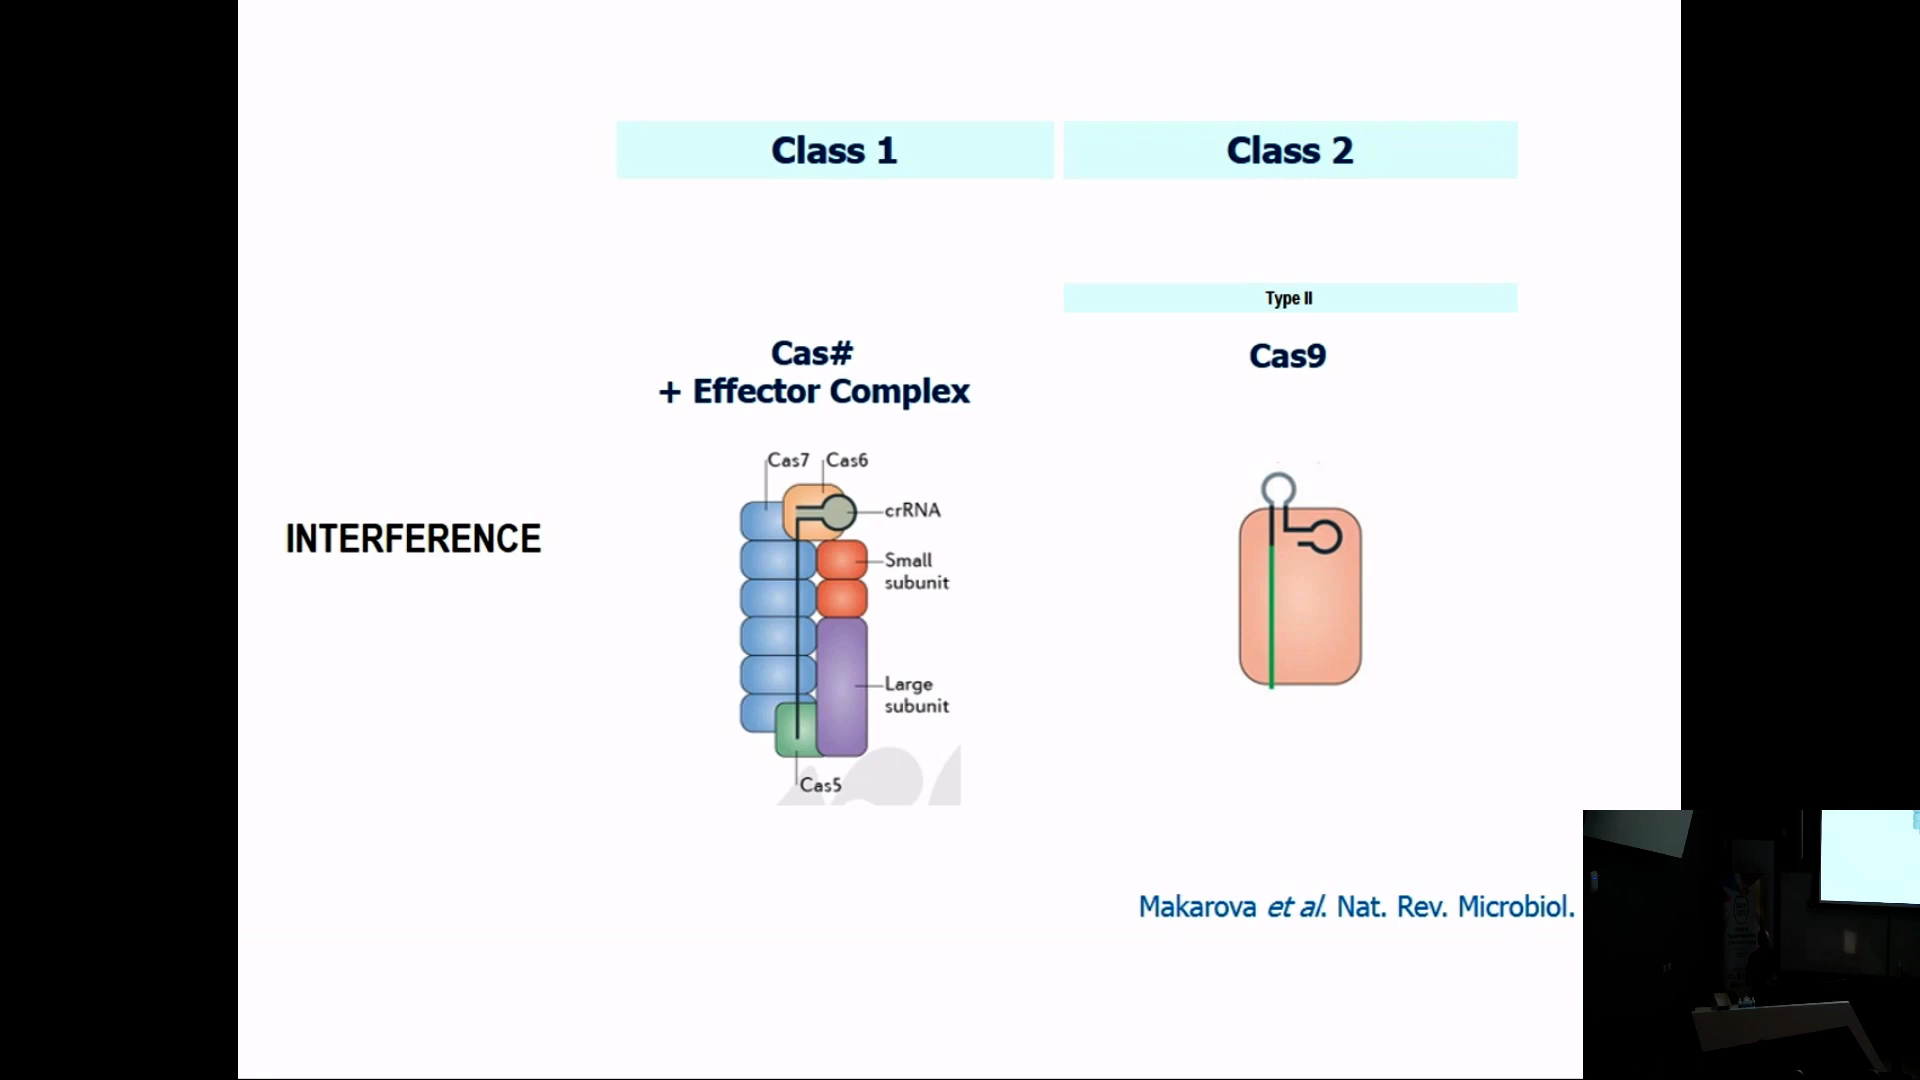 Class 1
Class 2
Type II
Cas#
+ Effector Complex
Cas9
Cas7
Cas6
crRNA
INTERFERENCE
Small
subunit
Large
subunit
Cas5
Makarova et al. Nat. Rev. Microbiol.